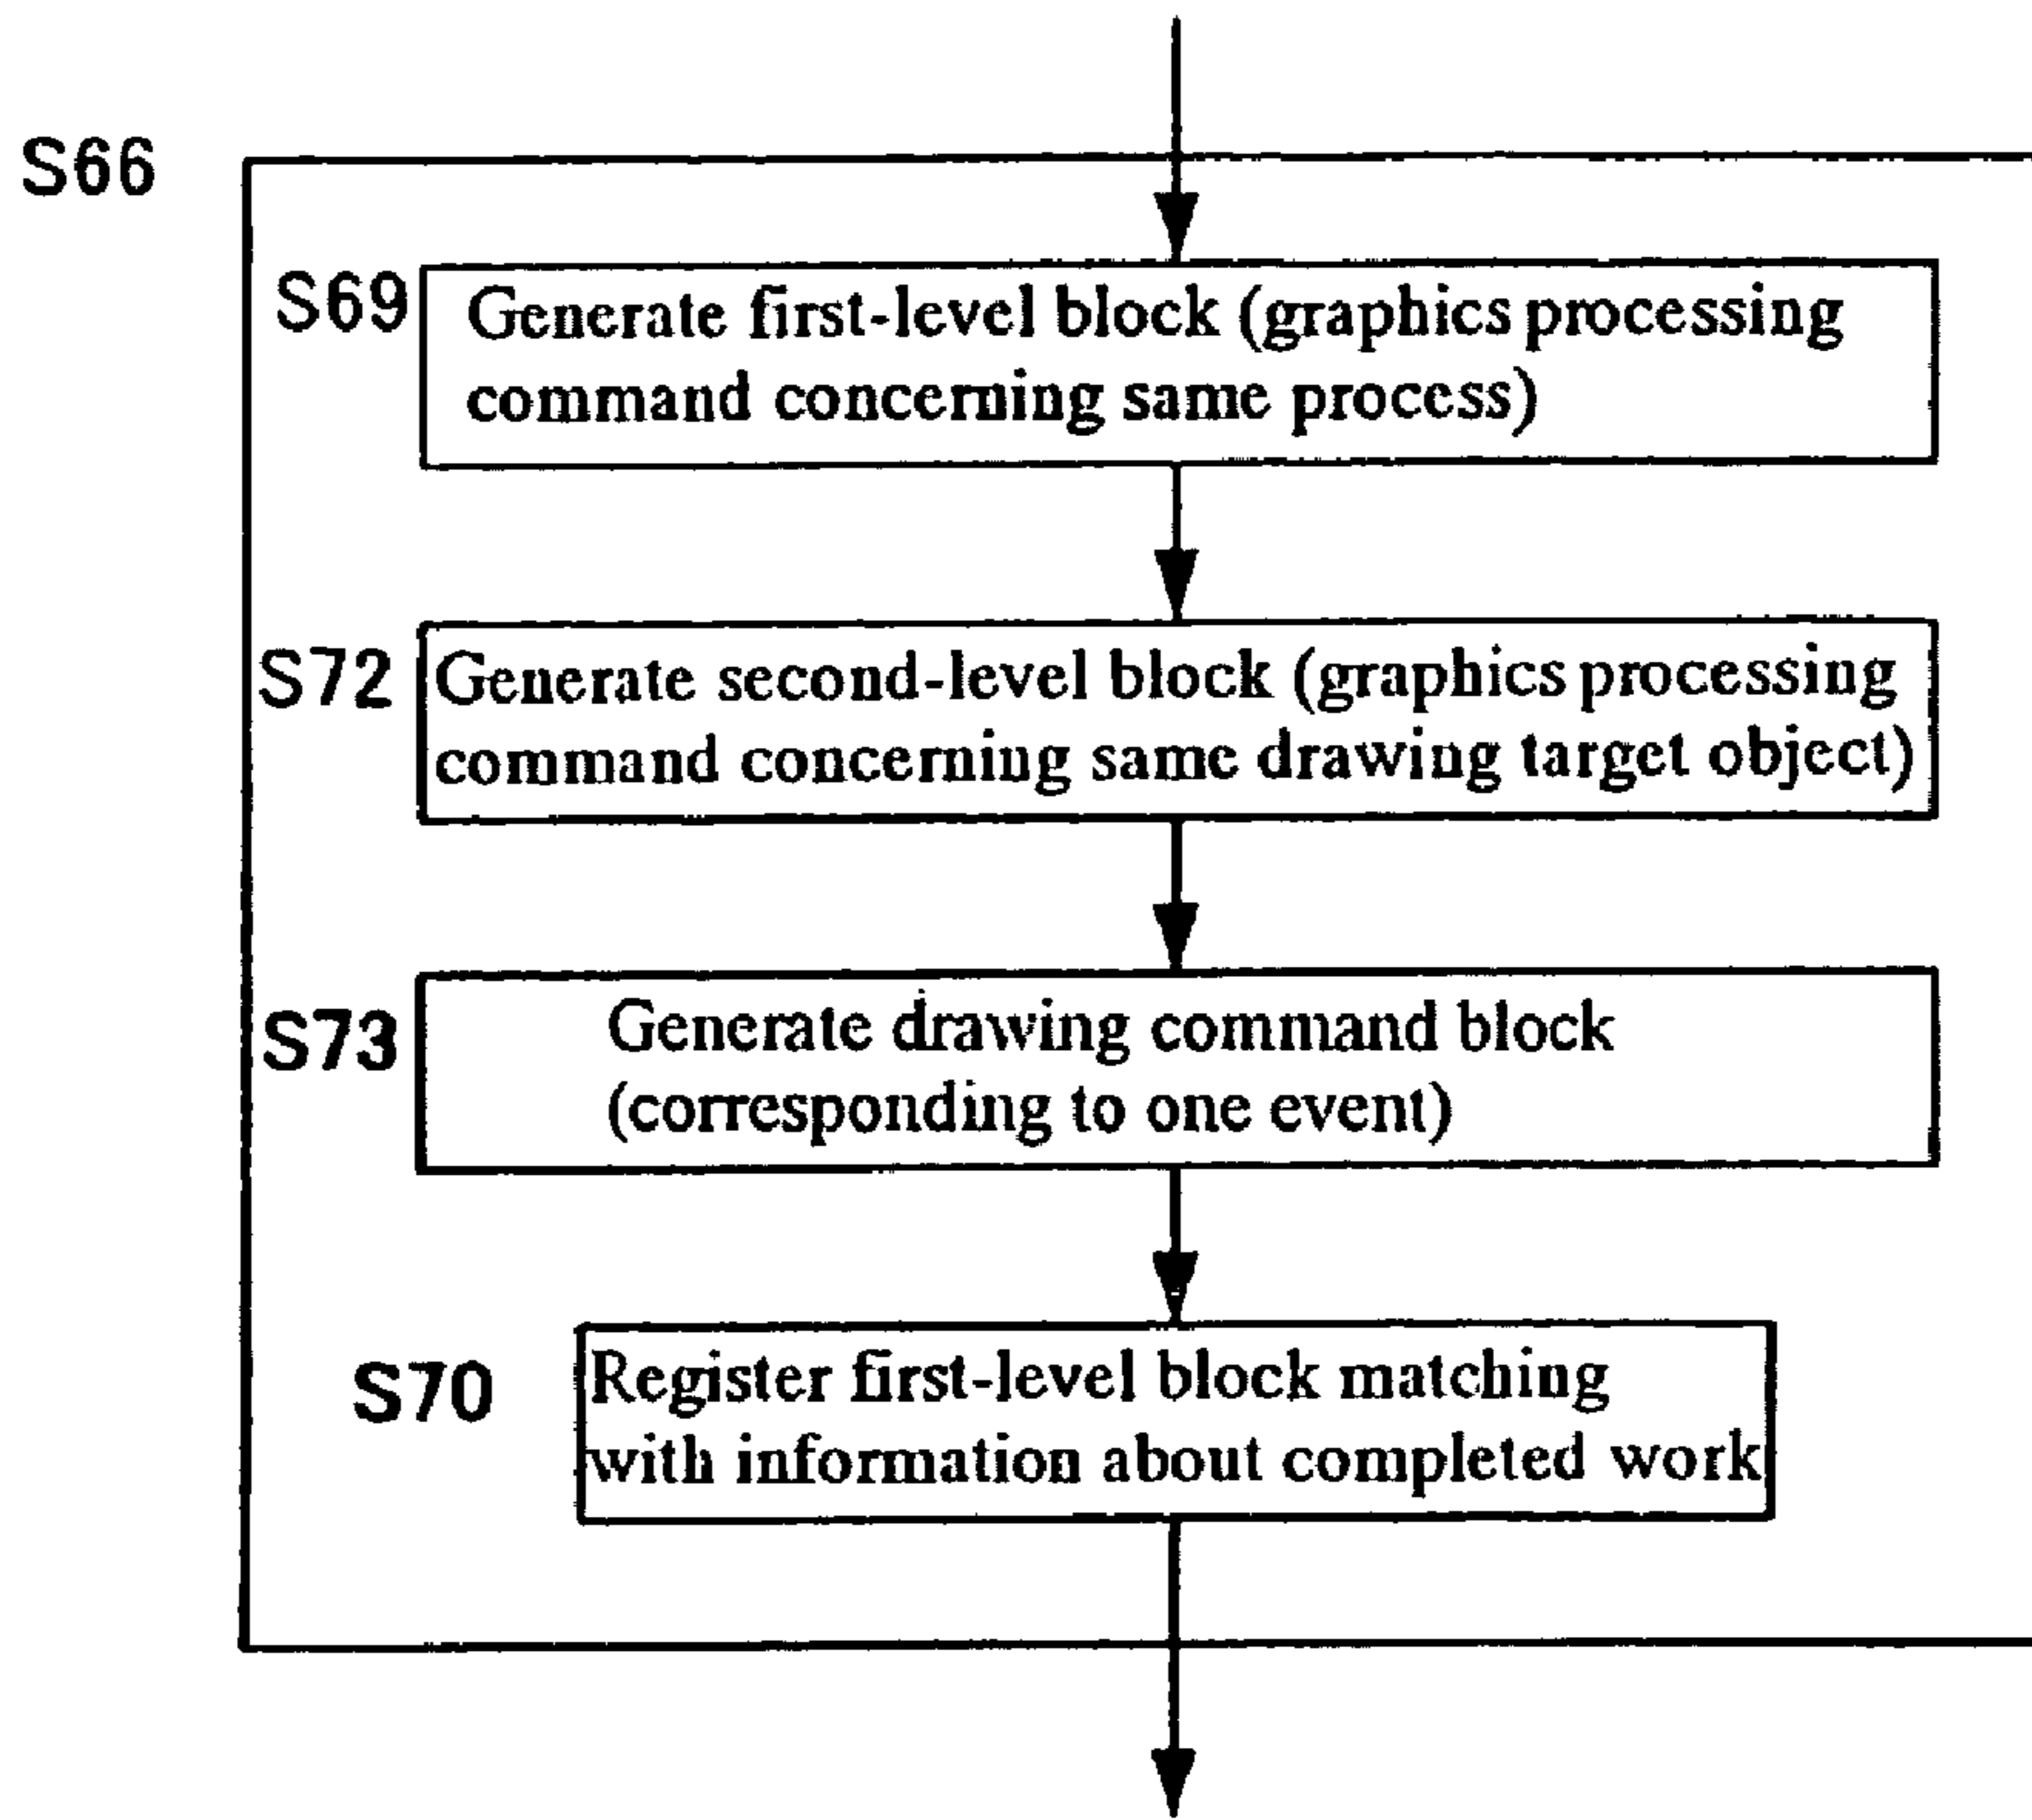 S66
S69
Generate first-level block (graphics processing
command concerning same process)
S72
Generate second-level block (graphics processing
command concerning same drawing target object)
S73
Generate drawing command block
(corresponding to one event)
S70
Register first-level block matching
with information about completed work